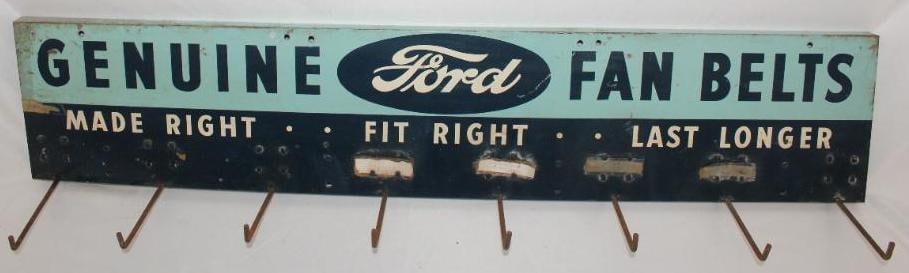 GENUINE Ford FAN BELTS
MADE RIGHT . . FIT RIGHT . . LAST LONGER